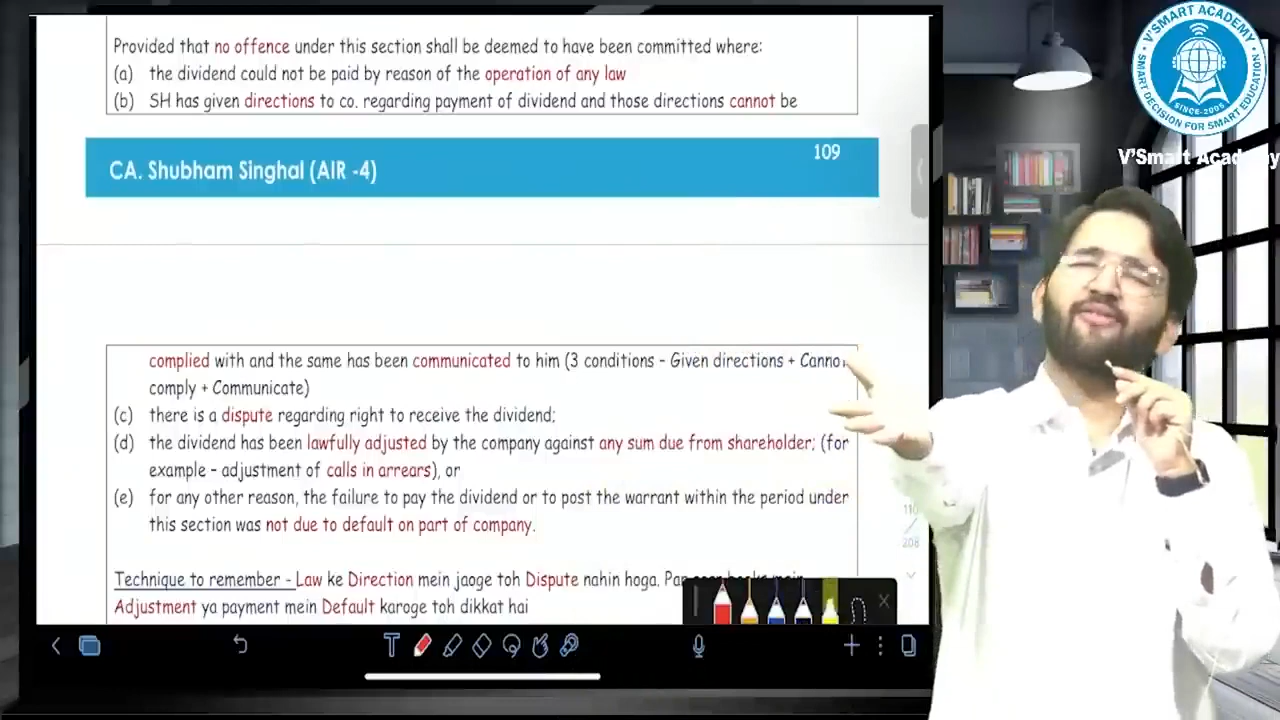 Provided that no offence under this section shall be deemed to have been committed where:
(a) the dividend could not be paid by reason of the operation of any law
(b) SH has given directions to co. regarding payment of dividend and those directions cannot be
CA. Shubham Singhal (AIR -4)
109
complied with and the same has been communicated to him (3 conditions - Given directions + Cannot
comply + Communicate)
(c) there is a dispute regarding right to receive the dividend;
(d) the dividend has been lawfully adjusted by the company against any sum due from shareholder; (for
example - adjustment of calls in arrears), or
(e) for any other reason, the failure to pay the dividend or to post the warrant within the period under
this section was not due to default on part of company.
110
/
208
Technique to remember - Law ke Direction mein jaoge toh Dispute nahin hoga.
Adjustment ya payment mein Default karoge toh dikkat hai
T
V'SMART ACADEMY
SINCE-2005
SMART DECISION FOR SMART EDUCATION
V'Smart Academy